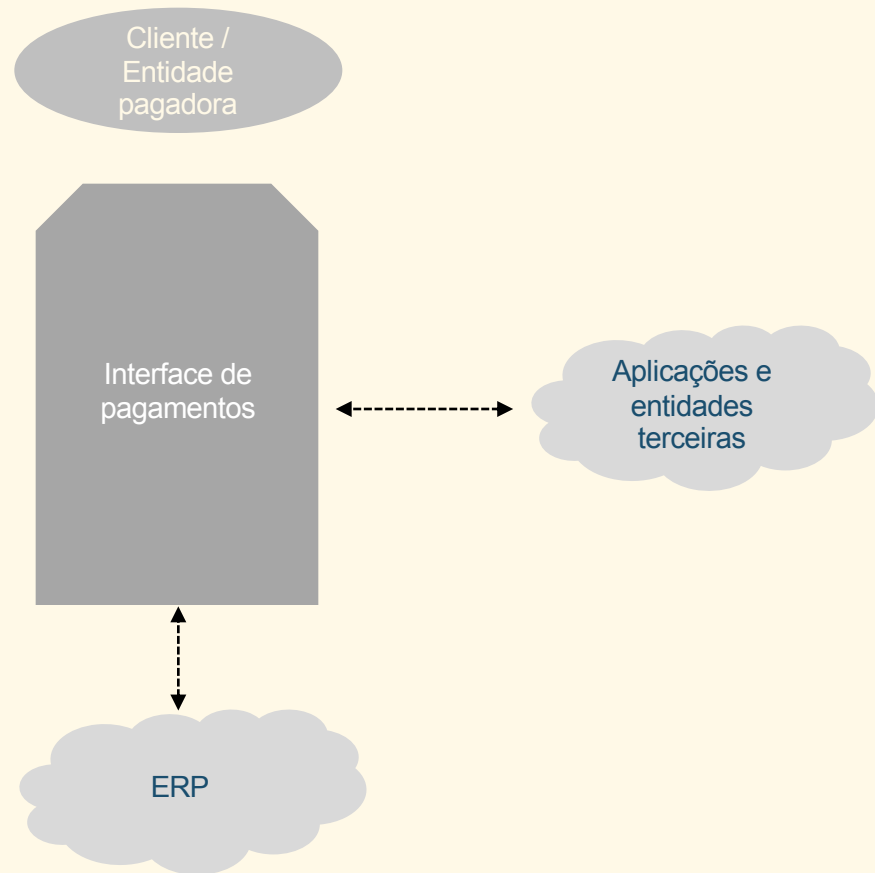 Cliente /
Entidade
pagadora
Interface de
pagamentos
Aplicações e
entidades
terceiras
ERP